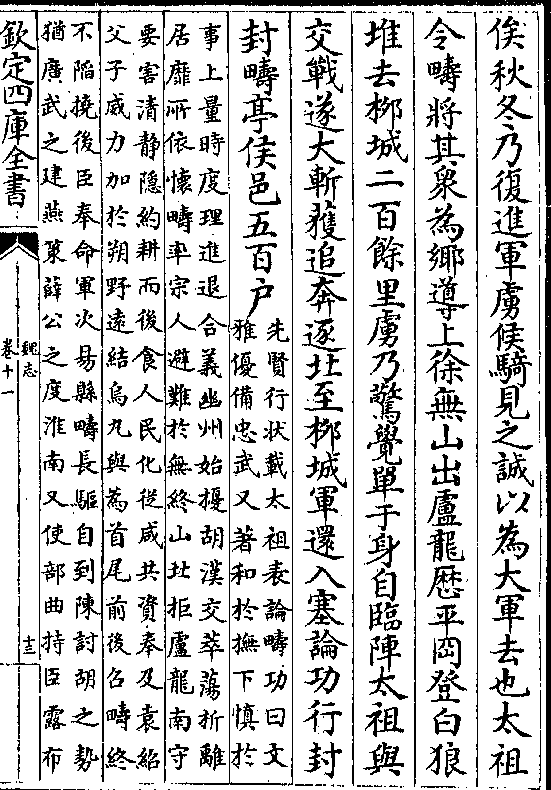 俟秋冬乃復進軍虜候騎見之誠以為大軍去也太祖
令疇將其衆為鄉導上徐無山出盧龍歴平岡登白狼
堆去栁城二百餘里虜乃驚覺單于身自臨陣太祖與
交戰遂大斬獲追奔逐北至栁城軍還入塞論功行封
封疇亭侯邑五百户
先賢行状載太祖表論疇功曰文
雅優備忠武又著和於撫下慎於
事上量時度理進退合義幽州始擾胡漢交萃蕩析離
居靡所依懷疇率宗人避難於無終山北拒盧龍南守
要害清静隱約耕而後食人民化從咸共資奉及袁紹
父子威力加於朔野遠結烏丸與為首尾前後召疇終
不陷撓後臣奉命軍次易縣疇長驅自到陳討胡之勢
猶廣武之建燕策薛公之度淮南又使部曲持臣露布
欽定四庫全書
魏志
卷十一
十三